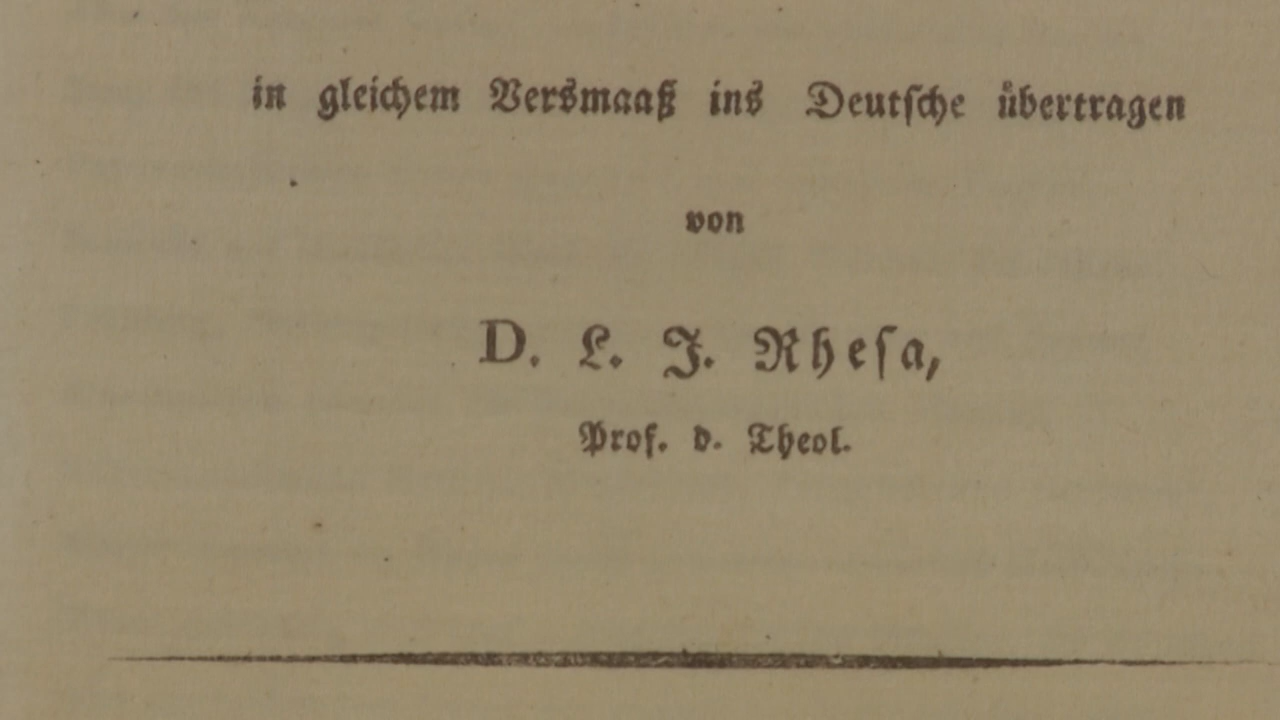 in gleichem Versmaaß ins Deutſche übertragen
von
D. L. J. Rheſa,
Prof. d. Theol.